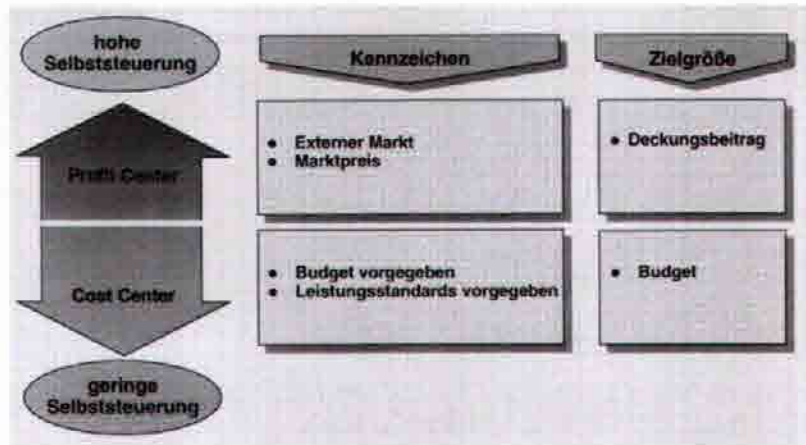 hohe
Selbststeuerung
Kennzeichen
Zielgröße
Profit Center
● Externer Markt
● Marktpreis
● Deckungsbeitrag
Cost Center
● Budget vorgegeben
● Leistungsstandards vorgegeben
● Budget
geringe
Selbststeuerung